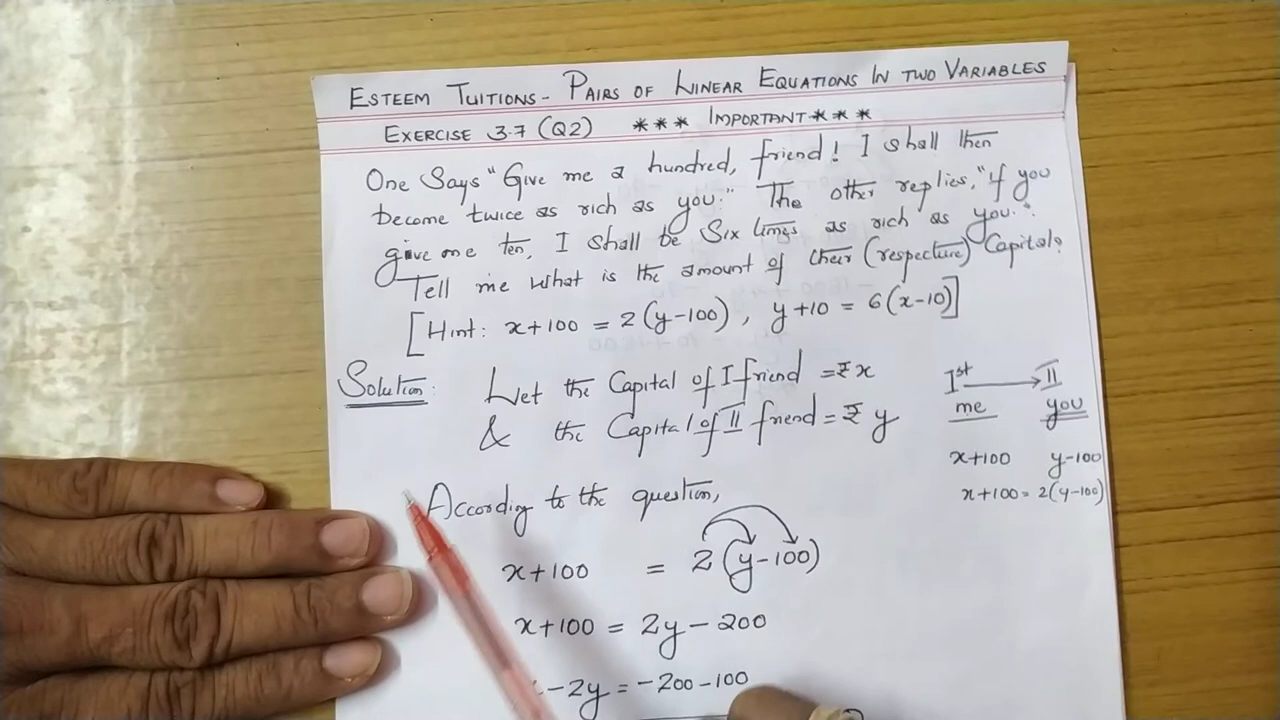 ESTEEM TUITIONS - PAIRS OF LINEAR EQUATIONS IN TWO VARIABLES
EXERCISE 3.7 (Q2) *** IMPORTANT***
One Says "Give me a hundred, friend! I shall then
become twice as rich as you." The other replies, "if you
give me ten, I shall be Six times as rich as you."
Tell me what is the amount of their (respective) Capital?
[Hint: x+100 = 2(y-100), y+10 = 6(x-10)]
Solution: Let the Capital of I friend = ₹ x
& the Capital of II friend = ₹ y
Ist → II
me you
x+100 y-100
x+100 = 2(y-100)
According to the question,
x+100 = 2(y-100)
x+100 = 2y-200
-2y = -200-100